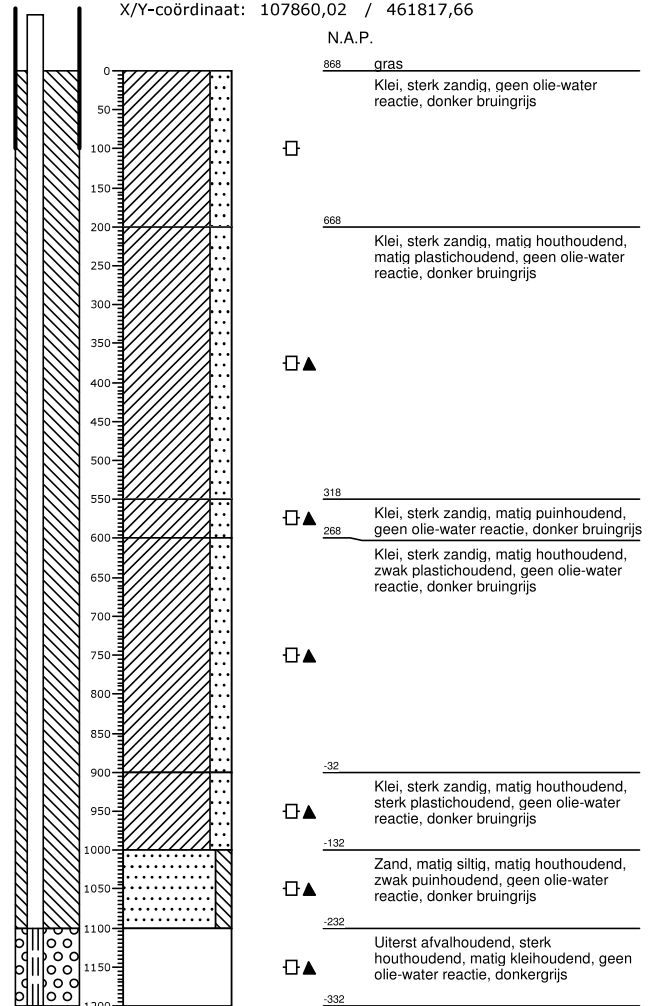 X/Y-coördinaat: 107860,02 / 461817,66
N.A.P.
868 gras
0
Klei, sterk zandig, geen olie-water
reactie, donker bruingrijs
50
100
150
668
200
Klei, sterk zandig, matig houthoudend,
matig plastichoudend, geen olie-water
reactie, donker bruingrijs
250
300
350
400
450
500
318
550
Klei, sterk zandig, matig puinhoudend,
geen olie-water reactie, donker bruingrijs
268
600
Klei, sterk zandig, matig houthoudend,
zwak plastichoudend, geen olie-water
reactie, donker bruingrijs
650
700
750
800
850
-32
900
Klei, sterk zandig, matig houthoudend,
sterk plastichoudend, geen olie-water
reactie, donker bruingrijs
950
-132
1000
Zand, matig siltig, matig houthoudend,
zwak puinhoudend, geen olie-water
reactie, donker bruingrijs
1050
-232
1100
Uiterst afvalhoudend, sterk
houthoudend, matig kleihoudend, geen
olie-water reactie, donkergrijs
1150
-332
1200